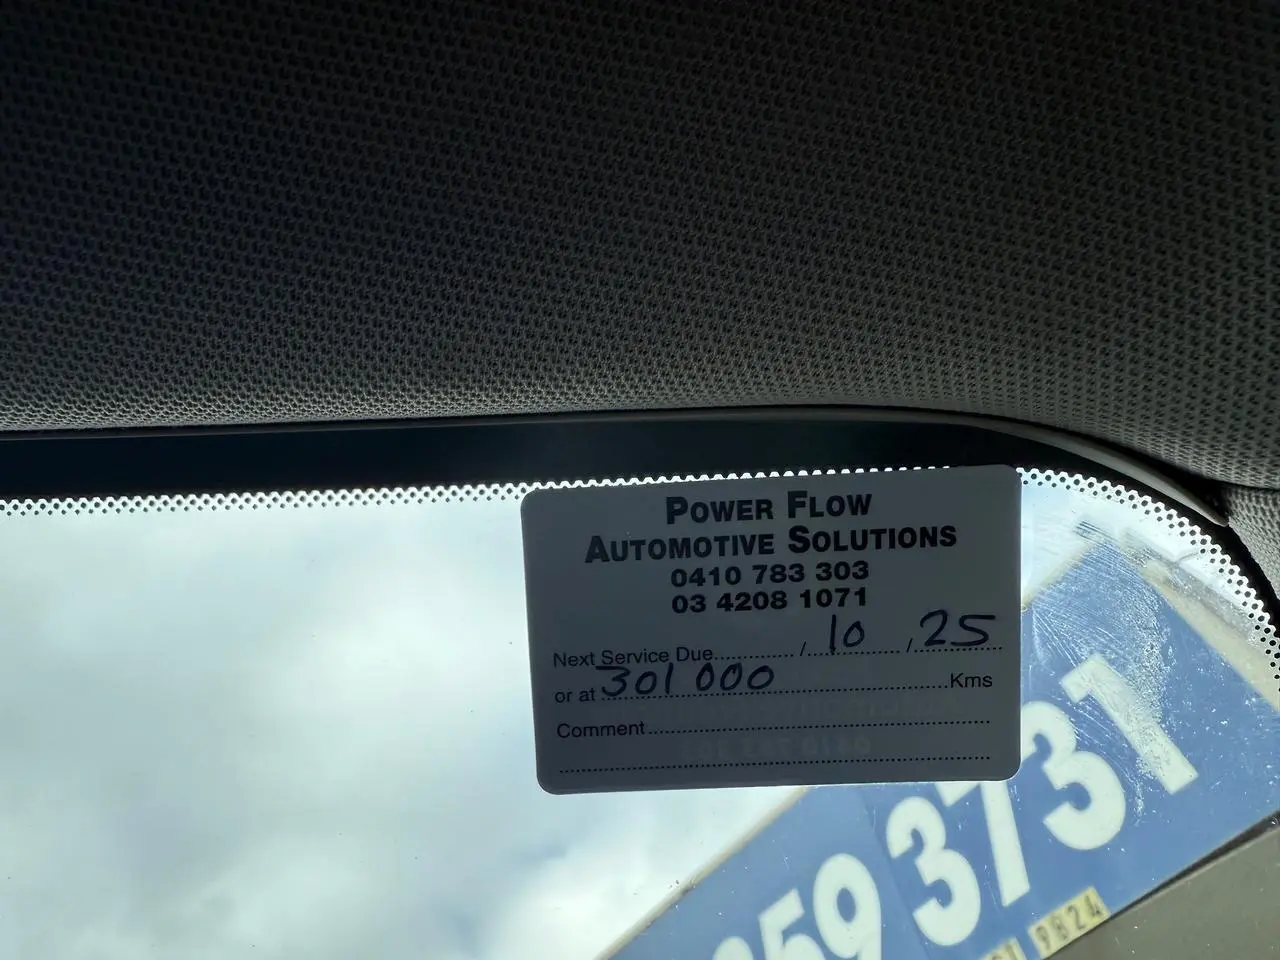 POWER FLOW
AUTOMOTIVE SOLUTIONS
0410 783 303
03 4208 1071
Next Service Due............./ 10 / 25
or at 301 000 Kms
Comment
3731
59
9824